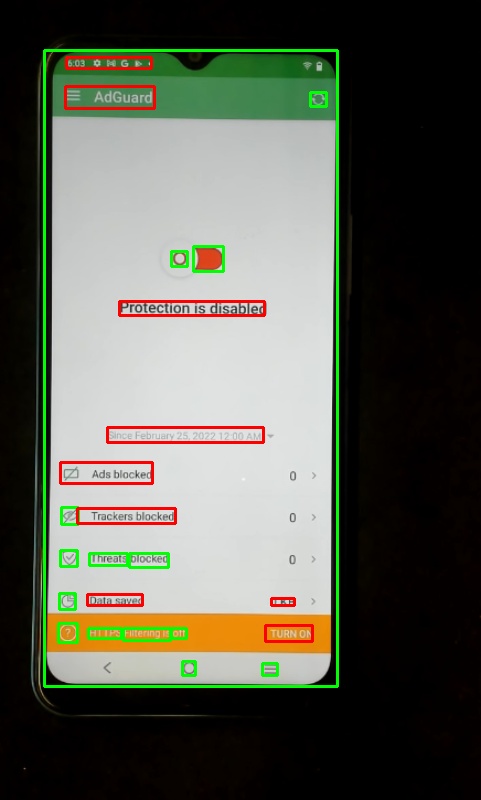 6:03
AdGuard
Protection is disabled
Since February 25, 2022 12:00 AM
Ads blocked 0
Trackers blocked 0
Threats blocked 0
Data saved
HTTPS Filtering is off TURN ON